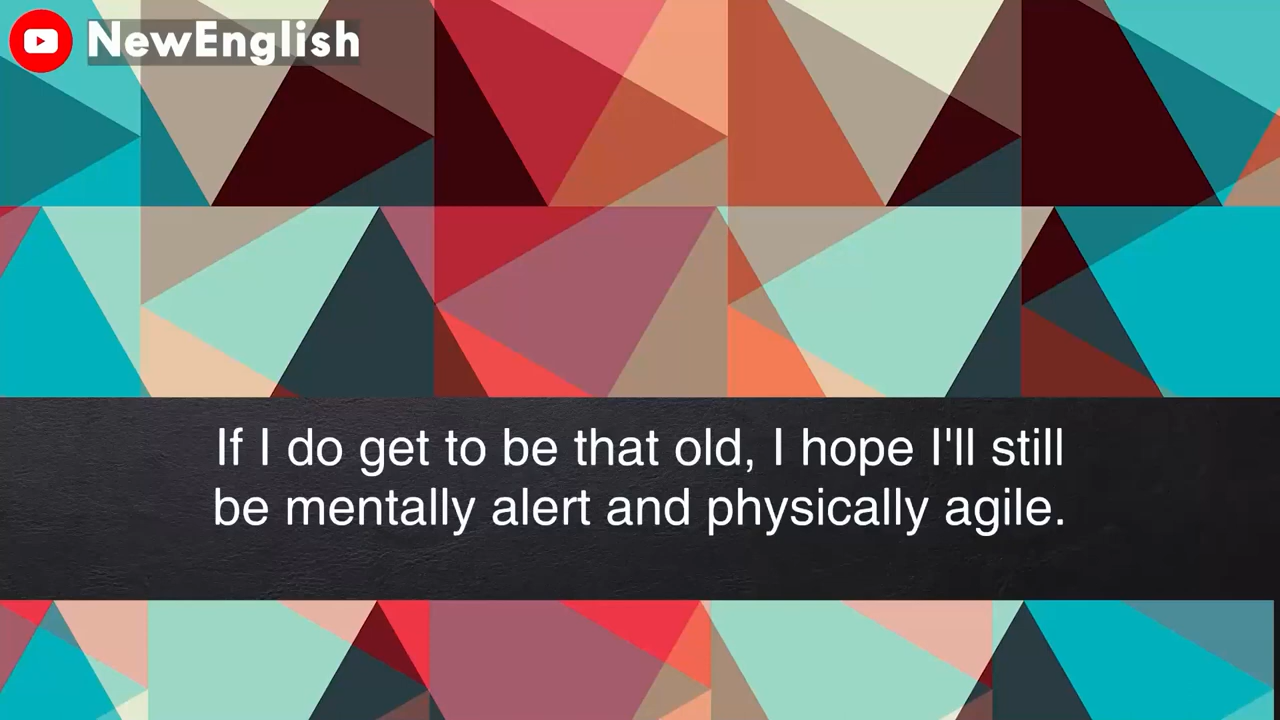 NewEnglish
If I do get to be that old, I hope I'll still
be mentally alert and physically agile.